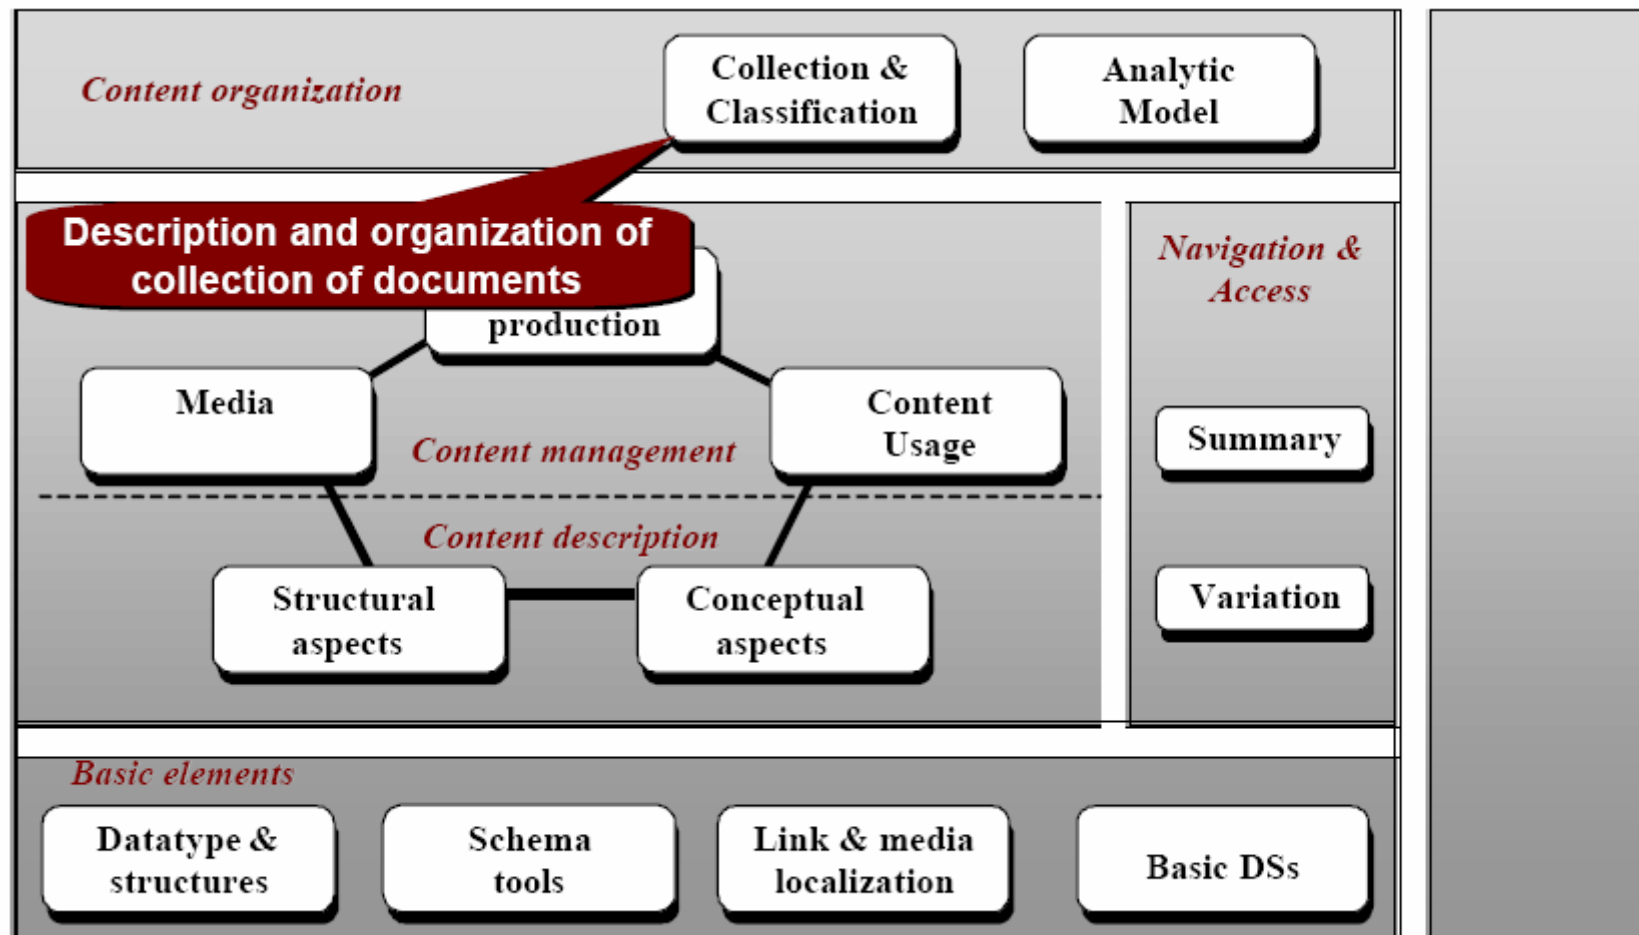 Content organization
Collection &
Classification
Analytic
Model
Description and organization of
collection of documents
production
Navigation &
Access
Media
Content
Usage
Content management
Summary
Content description
Structural
aspects
Conceptual
aspects
Variation
Basic elements
Datatype &
structures
Schema
tools
Link & media
localization
Basic DSs